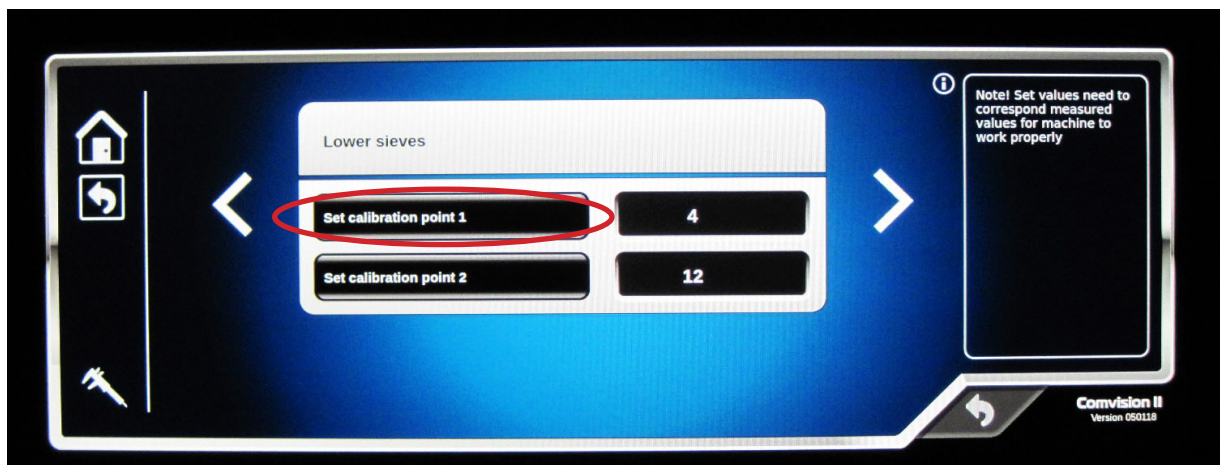 Lower sieves
Set calibration point 1
4
Set calibration point 2
12
Note! Set values need to
correspond measured
values for machine to
work properly
Comvision II
Version 050118